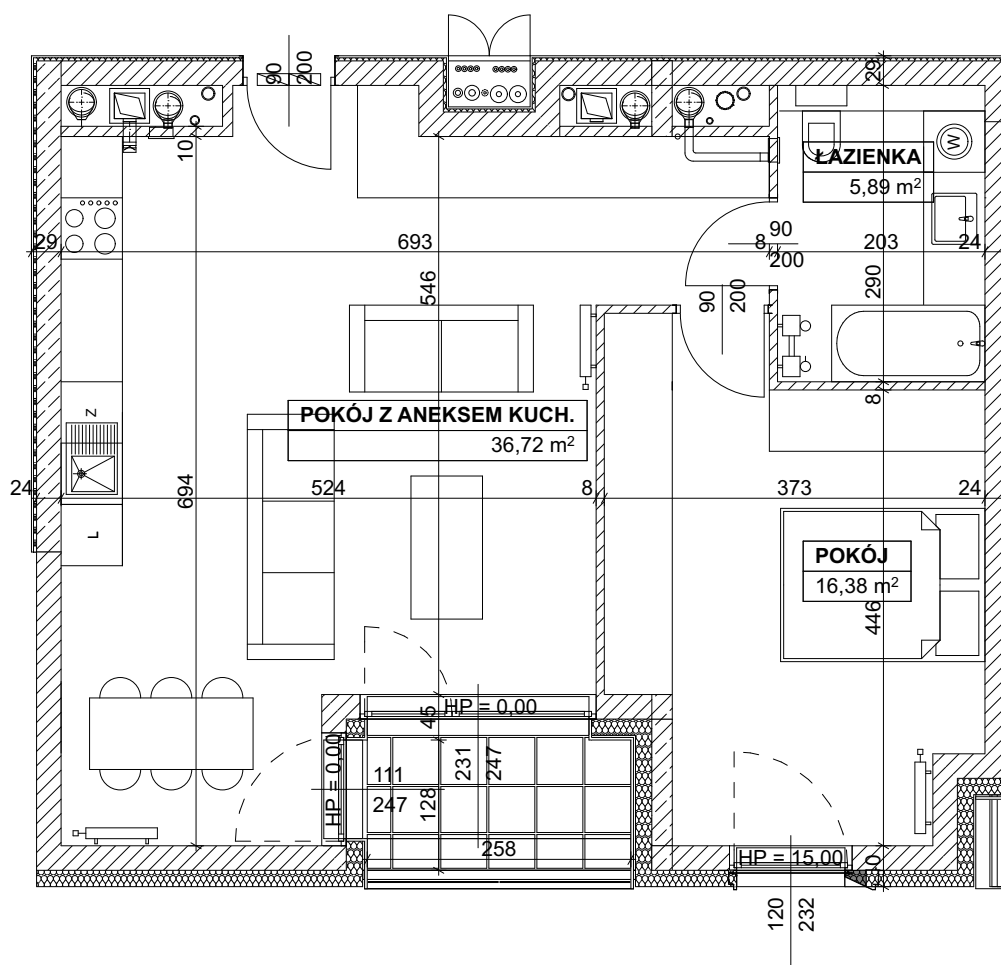 90
200
29
10
ŁAZIENKA
5,89 m²
W
29
693
8
90
200
203
24
546
90
200
290
8
Z
POKÓJ Z ANEKSEM KUCH.
36,72 m²
24
694
524
8
373
24
L
POKÓJ
16,38 m²
446
HP = 0,00
45
HP = 0,00
111
247
128
231
247
258
HP = 15,00
120
232